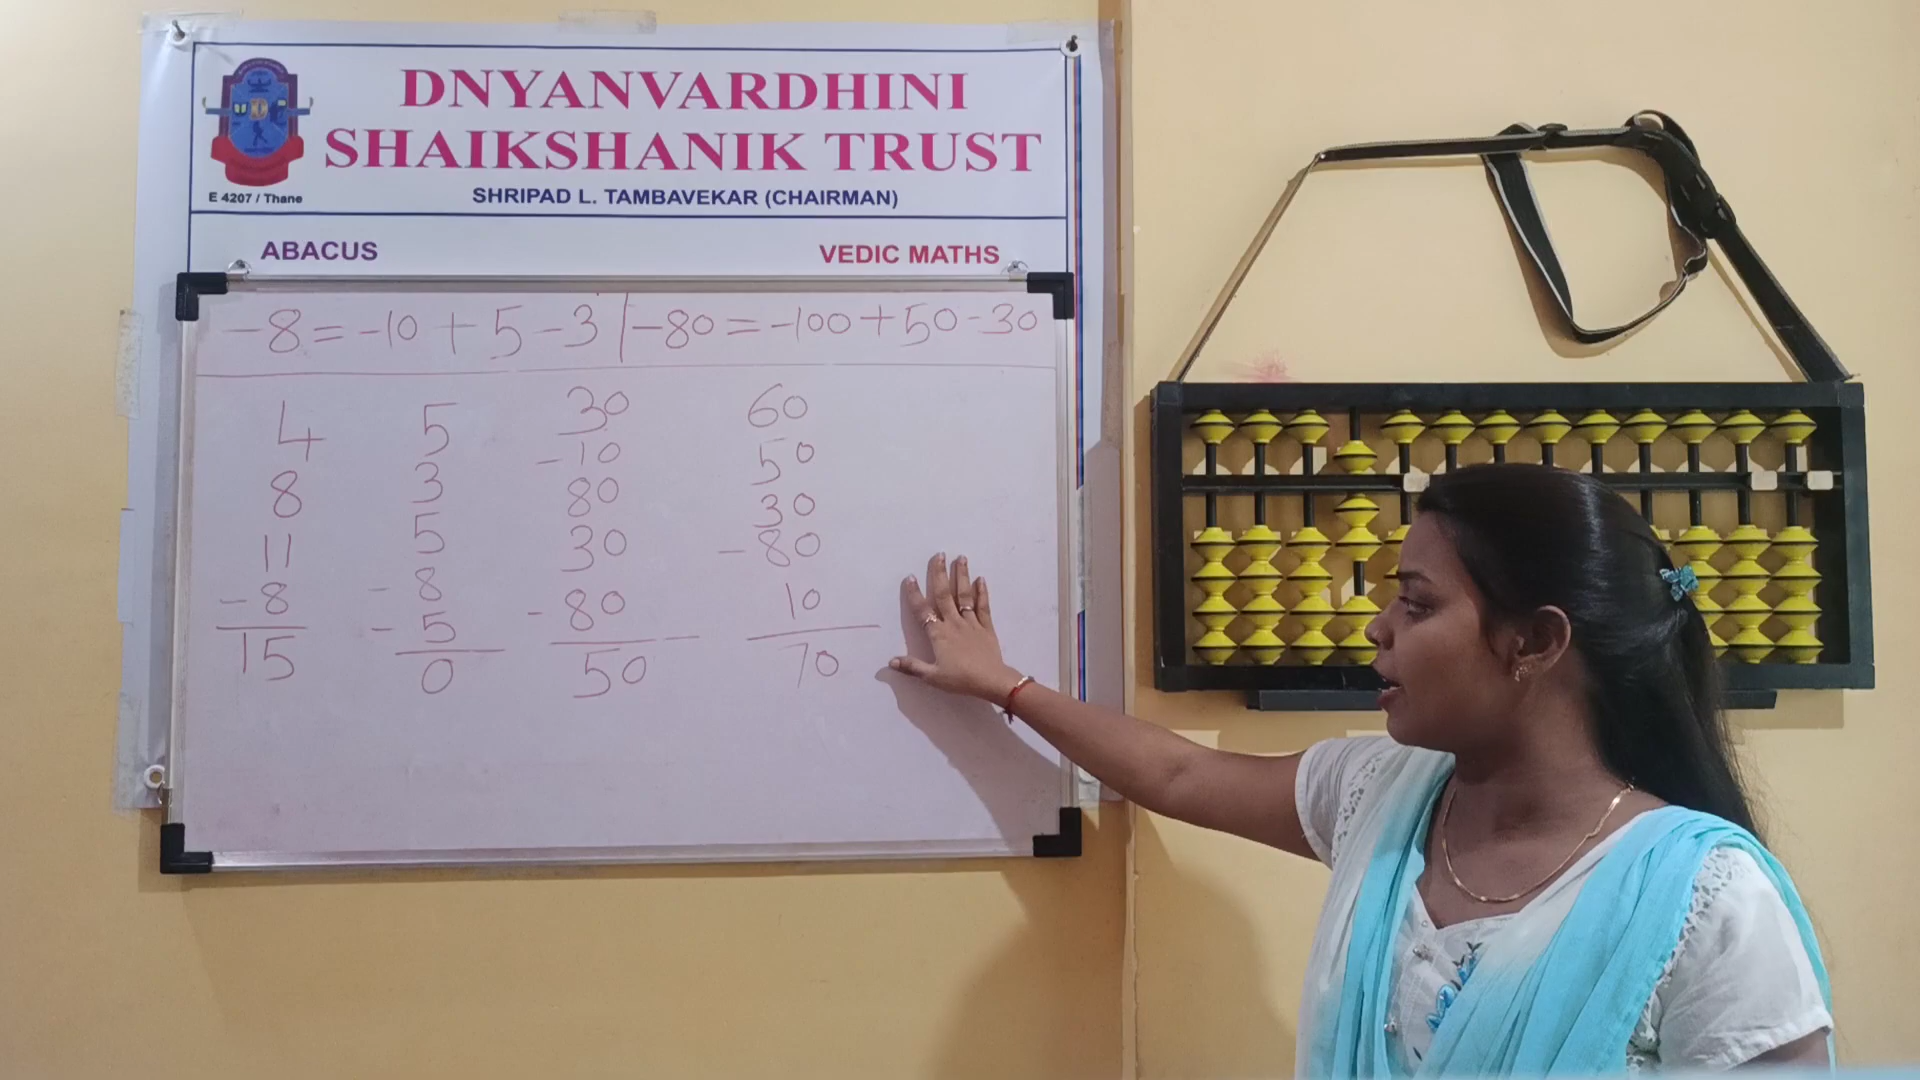 DNYANVARDHINI
SHAIKSHANIK TRUST
E 4207 / Thane
SHRIPAD L. TAMBAVEKAR (CHAIRMAN)
ABACUS VEDIC MATHS
-8 = -10 + 5 - 3 | -80 = -100 + 50 - 30
4 5 30 60
8 3 -10 50
11 5 80 30
-8 -8 30 -80
15 -5 -80 10
0 50 70